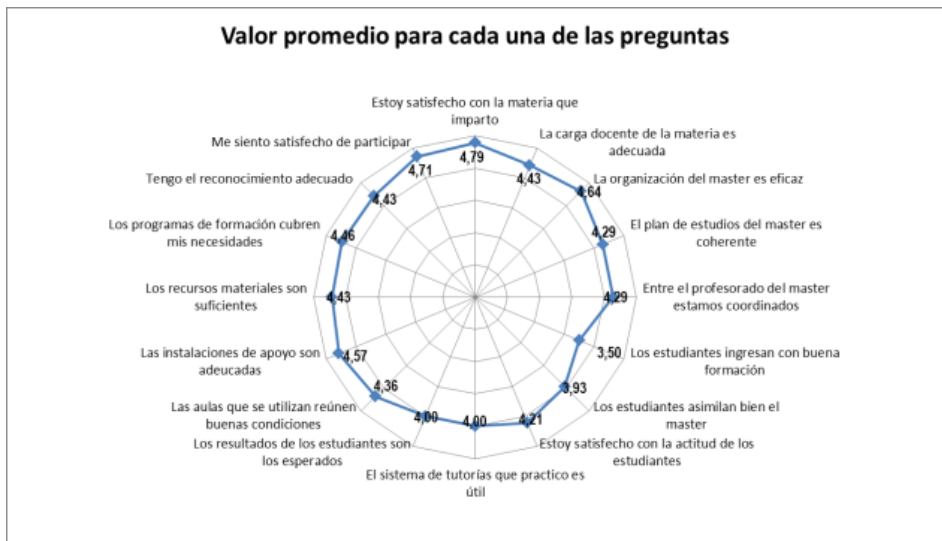 Valor promedio para cada una de las preguntas
Estoy satisfecho con la materia que
imparto
4,79
La carga docente de la materia es
adecuada
4,43
La organización del master es eficaz
4,64
El plan de estudios del master es
coherente
4,29
Entre el profesorado del master
estamos coordinados
4,29
Los estudiantes ingresan con buena
formación
3,50
Los estudiantes asimilan bien el
master
3,93
Estoy satisfecho con la actitud de los
estudiantes
4,21
El sistema de tutorías que practico es
útil
4,00
Los resultados de los estudiantes son
los esperados
4,00
Las aulas que se utilizan reúnen
buenas condiciones
4,36
Las instalaciones de apoyo son
adeucadas
4,57
Los recursos materiales son
suficientes
4,43
Los programas de formación cubren
mis necesidades
4,46
Tengo el reconocimiento adecuado
4,43
Me siento satisfecho de participar
4,71